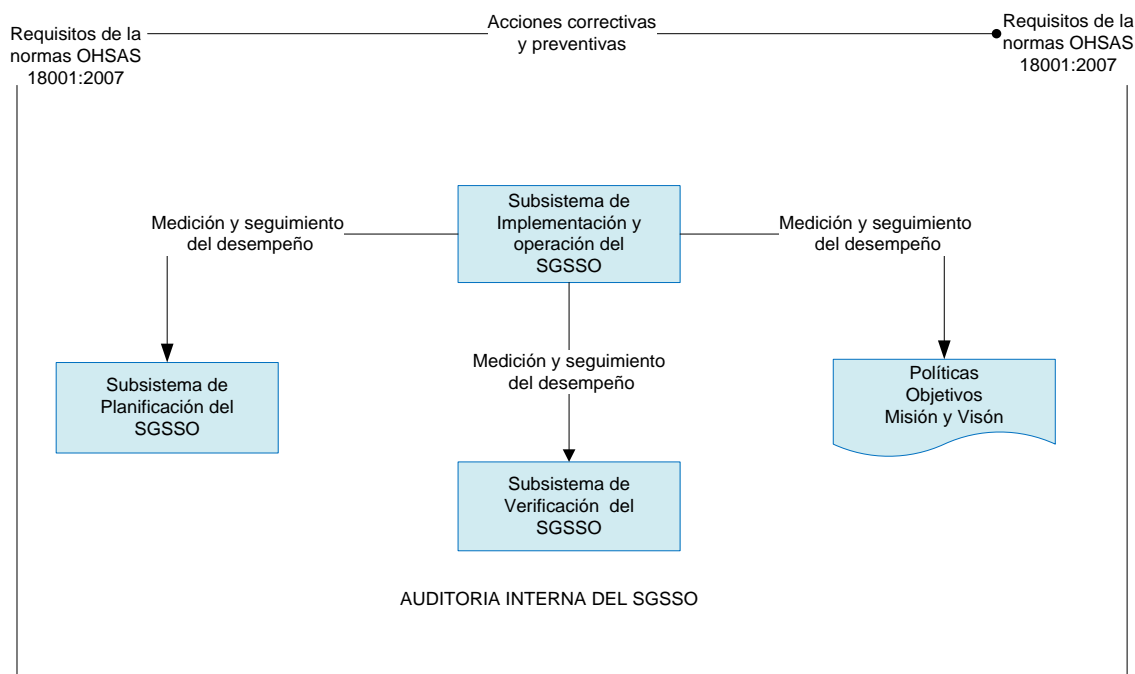 Requisitos de la
normas OHSAS
18001:2007
Acciones correctivas
y preventivas
Requisitos de la
normas OHSAS
18001:2007
Medición y seguimiento
del desempeño
Subsistema de
Implementación y
operación del
SGSSO
Medición y seguimiento
del desempeño
Medición y seguimiento
del desempeño
Subsistema de
Planificación del
SGSSO
Políticas
Objetivos
Misión y Visón
Subsistema de
Verificación del
SGSSO
AUDITORIA INTERNA DEL SGSSO